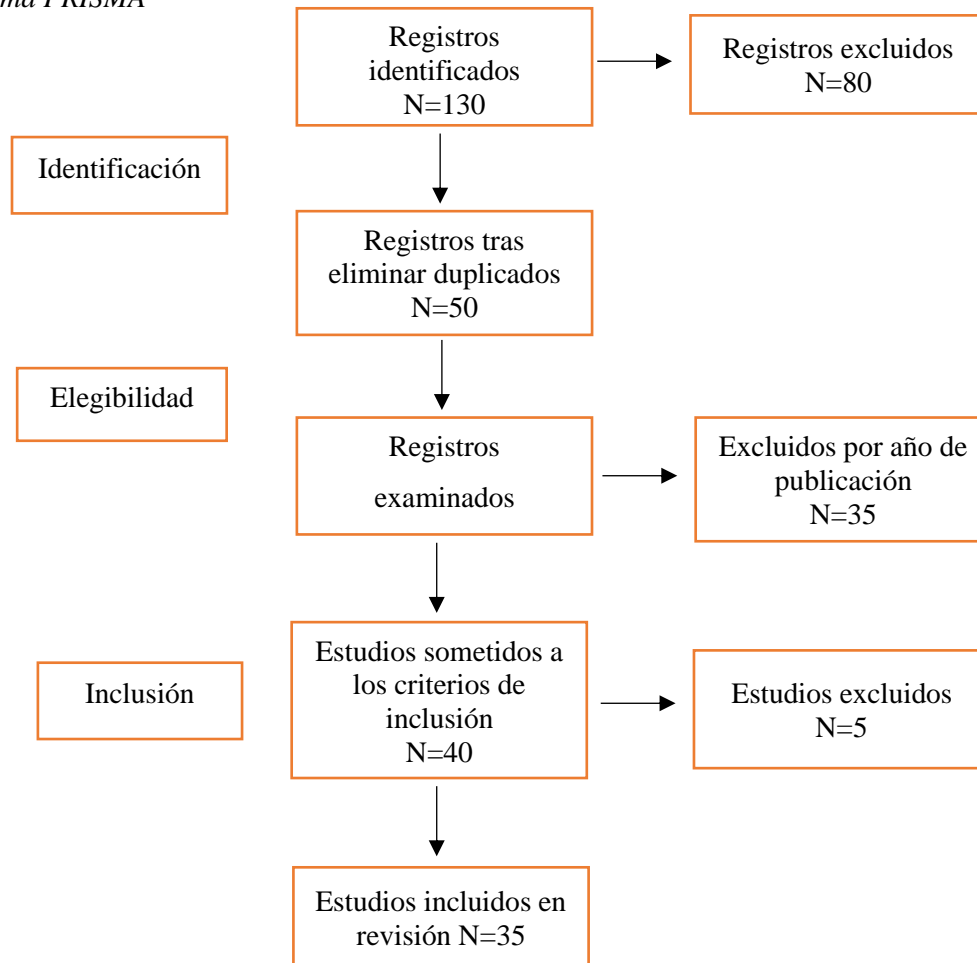 PRISMA
Registros
identificados
N=130
Registros excluidos
N=80
Identificación
Registros tras
eliminar duplicados
N=50
Elegibilidad
Registros
examinados
Excluidos por año de
publicación
N=35
Inclusión
Estudios sometidos a
los criterios de
inclusión
N=40
Estudios excluidos
N=5
Estudios incluidos en
revisión N=35